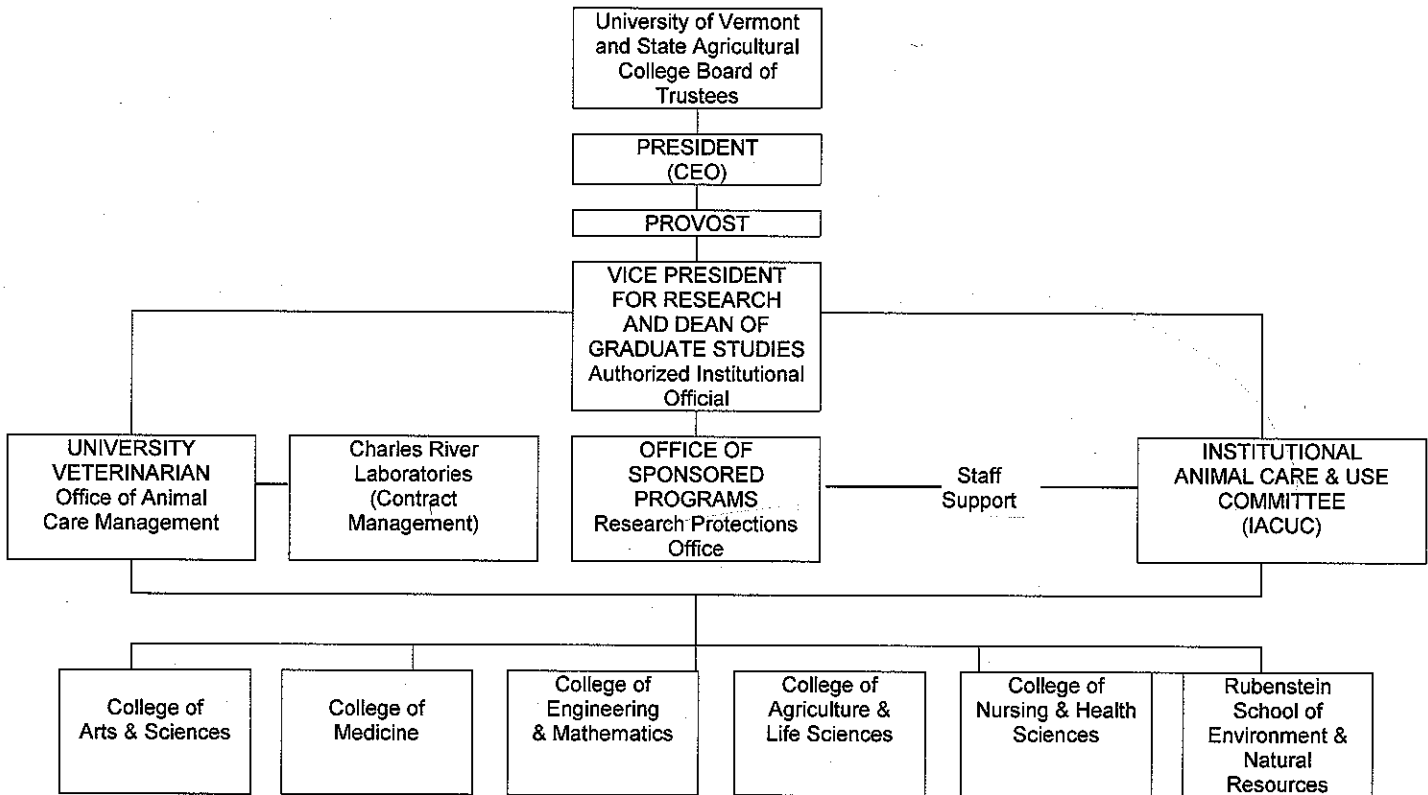 University of Vermont
and State Agricultural
College Board of
Trustees
PRESIDENT
(CEO)
PROVOST
VICE PRESIDENT
FOR RESEARCH
AND DEAN OF
GRADUATE STUDIES
Authorized Institutional
Official
UNIVERSITY
VETERINARIAN
Office of Animal
Care Management
Charles River
Laboratories
(Contract
Management)
OFFICE OF
SPONSORED
PROGRAMS
Research Protections
Office
Staff
Support
INSTITUTIONAL
ANIMAL CARE & USE
COMMITTEE
(IACUC)
College of
Arts & Sciences
College of
Medicine
College of
Engineering
& Mathematics
College of
Agriculture &
Life Sciences
College of
Nursing & Health
Sciences
Rubenstein
School of
Environment &
Natural
Resources